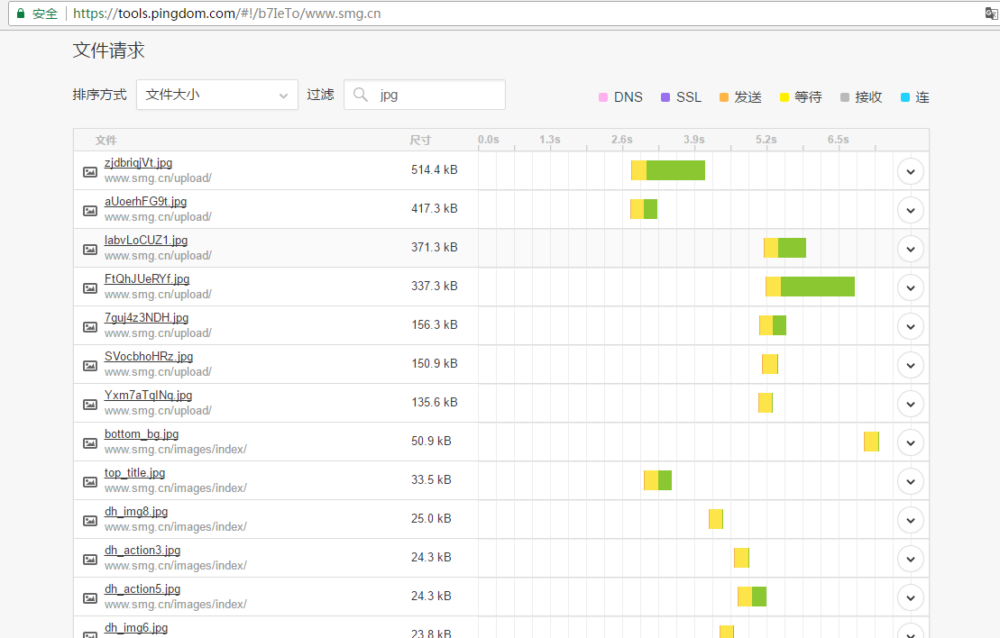 安全 https://tools.pingdom.com/#!/b7IeTo/www.smg.cn
文件请求
排序方式 文件大小 过滤 jpg DNS SSL 发送 等待 接收 连
文件 尺寸 0.0s 1.3s 2.6s 3.9s 5.2s 6.5s
zjdbriqjVt.jpg 514.4 kB
www.smg.cn/upload/
aUoerhFG9t.jpg 417.3 kB
www.smg.cn/upload/
IabvLoCUZ1.jpg 371.3 kB
www.smg.cn/upload/
FtQhJUeRYf.jpg 337.3 kB
www.smg.cn/upload/
7guj4z3NDH.jpg 156.3 kB
www.smg.cn/upload/
SVocbhoHRz.jpg 150.9 kB
www.smg.cn/upload/
Yxm7aTqINq.jpg 135.6 kB
www.smg.cn/upload/
bottom_bg.jpg 50.9 kB
www.smg.cn/images/index/
top_title.jpg 33.5 kB
www.smg.cn/images/index/
dh_img8.jpg 25.0 kB
www.smg.cn/images/index/
dh_action3.jpg 24.3 kB
www.smg.cn/images/index/
dh_action5.jpg 24.3 kB
www.smg.cn/images/index/
dh_img6.jpg 23.8 kB